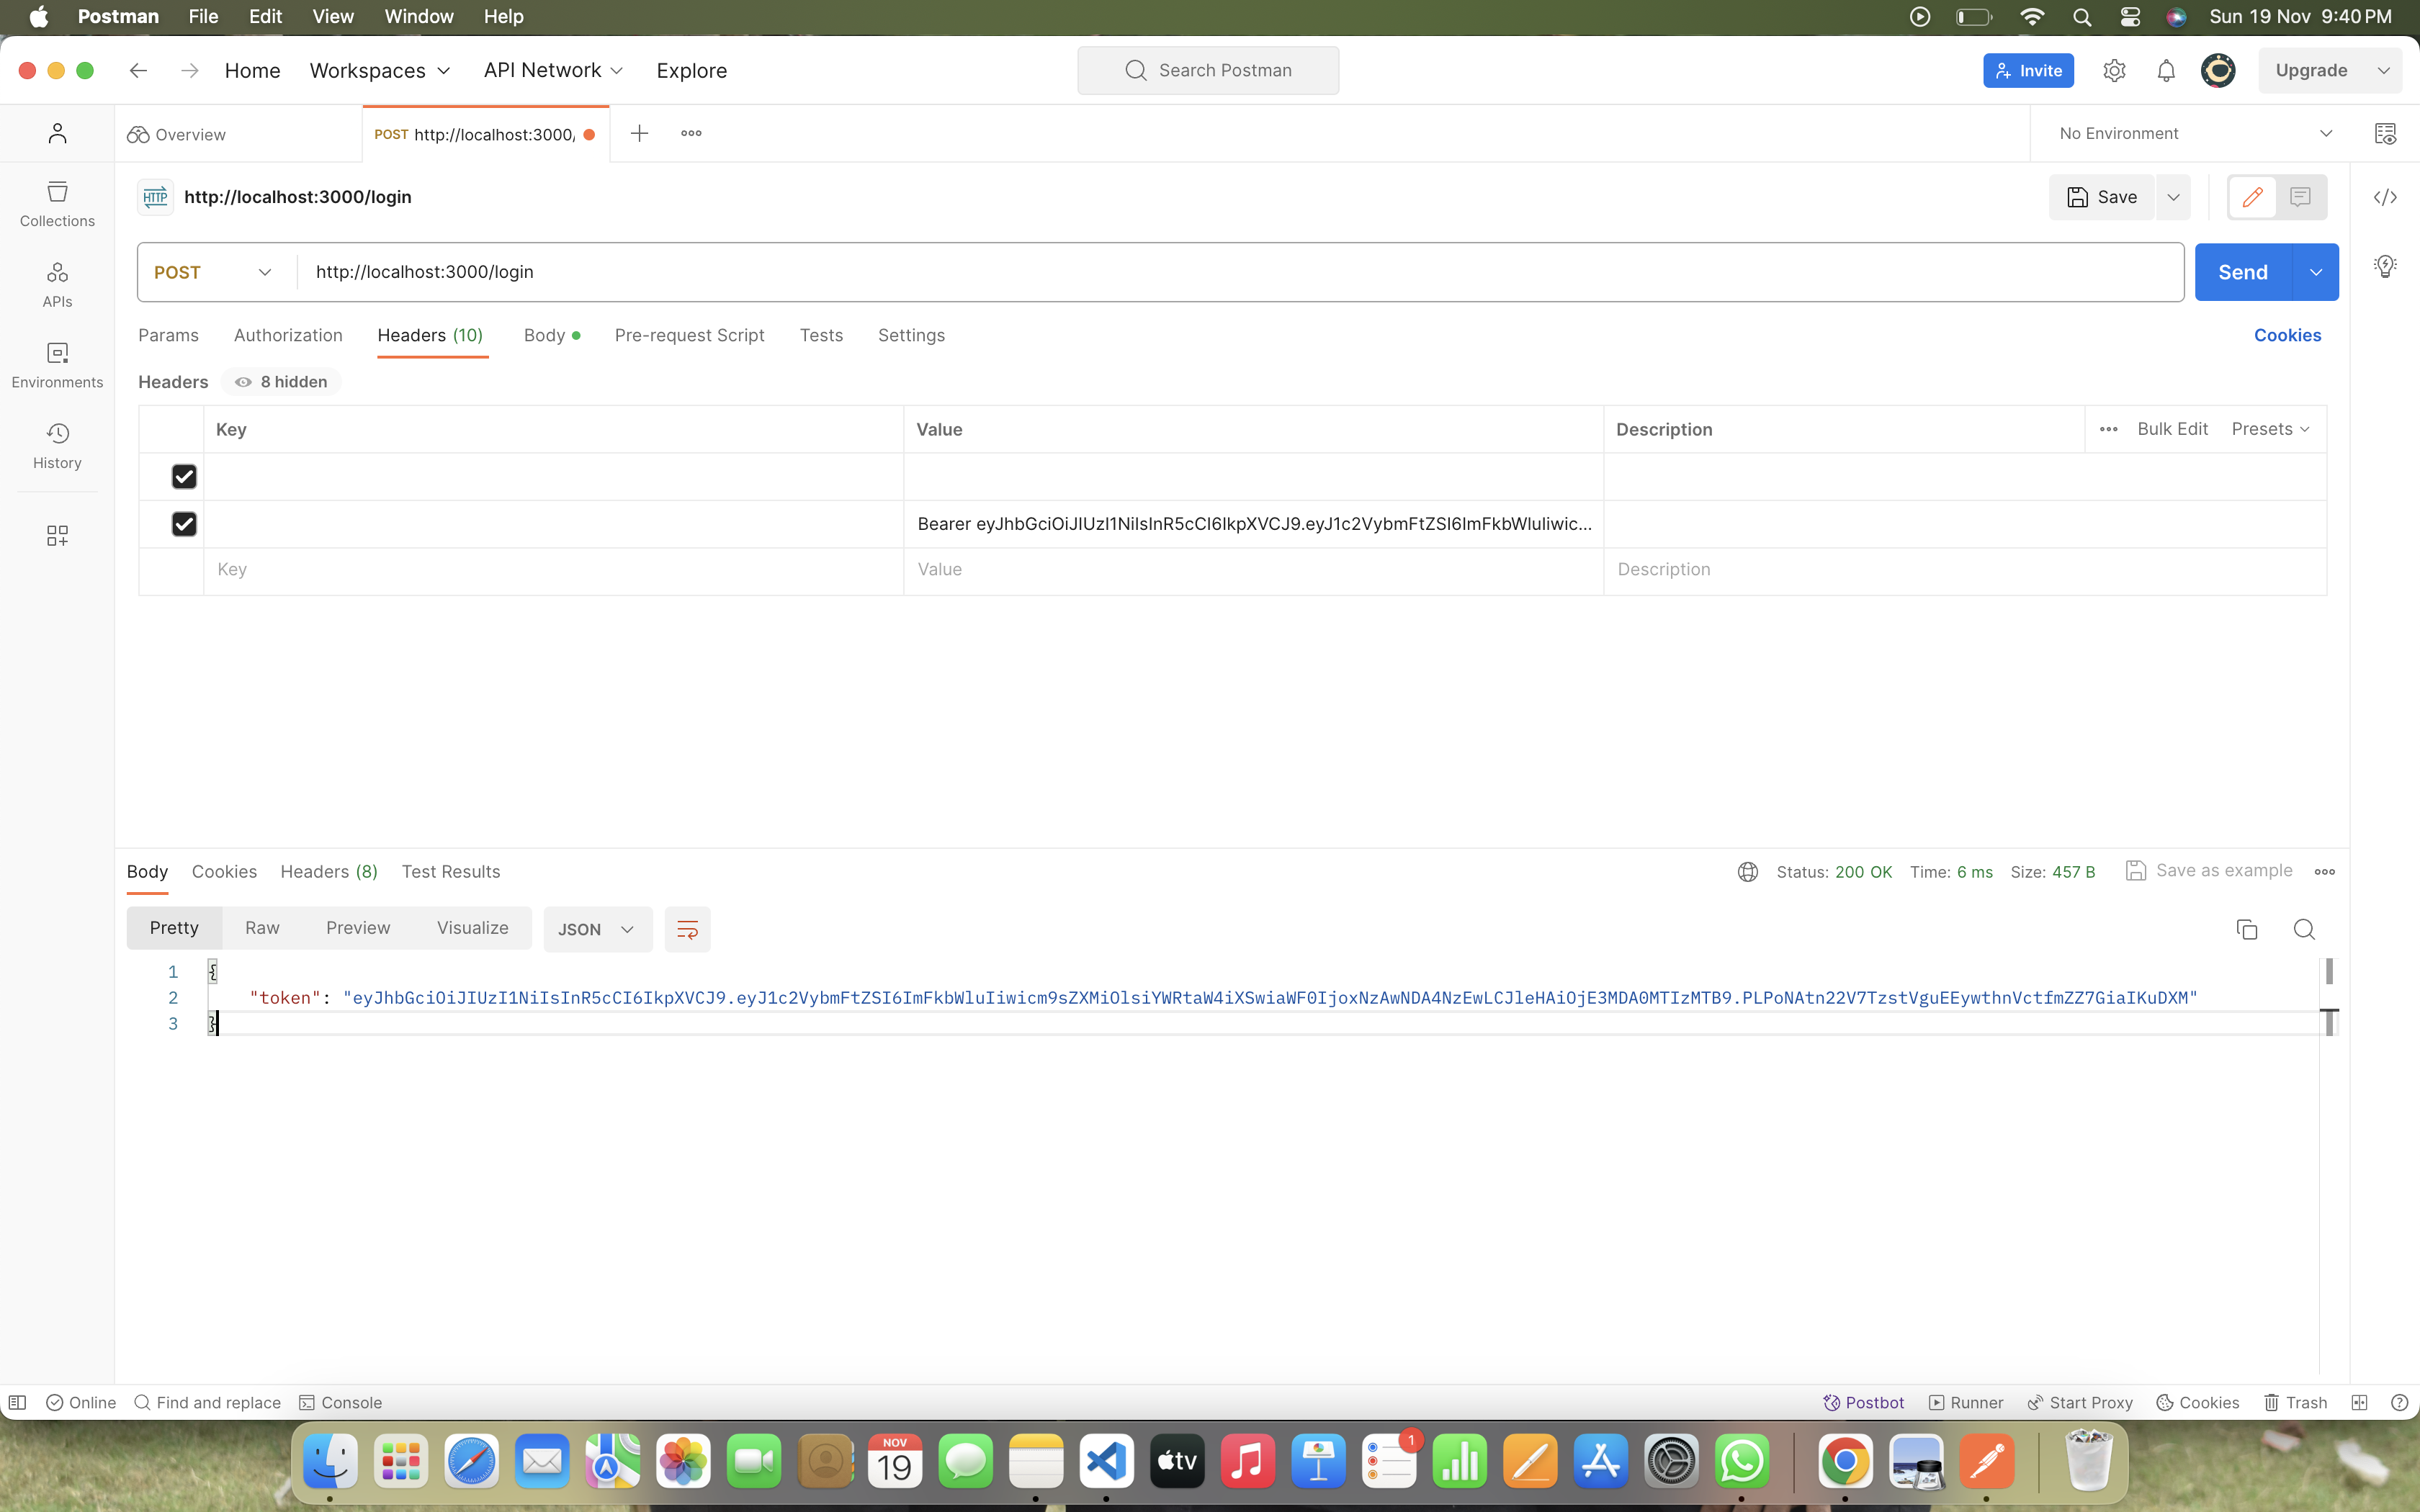 Postman File Edit View Window Help Sun 19 Nov 9:40 PM
Home Workspaces API Network Explore Search Postman Invite Upgrade
Overview POST http://localhost:3000/ No Environment
HTTP http://localhost:3000/login Save
Collections
POST http://localhost:3000/login Send
APIs
Params Authorization Headers (10) Body Pre-request Script Tests Settings Cookies
Environments
Headers 8 hidden
Key Value Description Bulk Edit Presets
History
Bearer eyJhbGciOiJIUzI1NiIsInR5cCI6IkpXVCJ9.eyJ1c2VybmFtZSI6ImFkbWluIiwic...
Key Value Description
Body Cookies Headers (8) Test Results Status: 200 OK Time: 6 ms Size: 457 B Save as example
Pretty Raw Preview Visualize JSON
1 {
2 "token": "eyJhbGciOiJIUzI1NiIsInR5cCI6IkpXVCJ9.eyJ1c2VybmFtZSI6ImFkbWluIiwicm9sZXMiOlsiYWRtaW4iXSwiaWF0IjoxNzAwNDA4NzEwLCJleHAiOjE3MDA0MTIzMTB9.PLPoNAtn22V7TzstVguEEywthnVctfmZZ7GiaIKuDXM"
3 }
Online Find and replace Console Postbot Runner Start Proxy Cookies Trash
NOV
19
tv
1